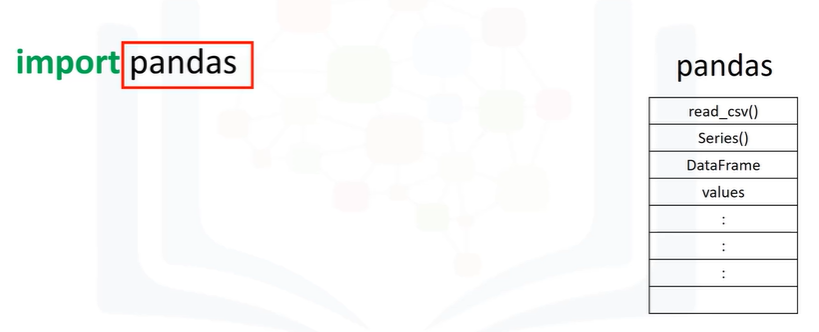 import pandas
pandas
read_csv()
Series()
DataFrame
values
:
:
: